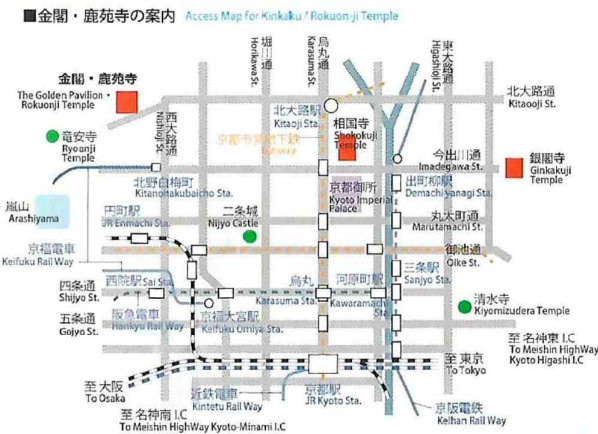 ■金閣・鹿苑寺の案内 Access Map for Kinkaku / Rokuon-ji Temple
堀川通
Horikawa St.
烏丸通
Karasuma St.
東大路通
Higashioji St.
金閣・鹿苑寺
The Golden Pavilion・
Rokuonji Temple
西大路通
Nishioji St.
北大路駅
Kitaoji Sta.
北大路通
Kitaooji St.
相国寺
Shokokuji
Temple
京都市営地下鉄
Subway
竜安寺
Ryoanji
Temple
今出川通
Imadegawa St.
銀閣寺
Ginkakuji
Temple
北野白梅町
Kitanohakubaicho Sta.
京都御所
Kyoto Imperial
Palace
出町柳駅
Demachiyanagi Sta.
嵐山
Arashiyama
円町駅
JR Enmachi St.
二条城
Nijyo Castle
丸太町通
Marutamachi St.
京福電車
Keifuku Rail Way
御池通
Oike St.
四条通
Shijyo St.
西院駅 Sai Sta.
烏丸
Karasuma Sta.
河原町駅
Kawaramachi
Sta.
三条駅
Sanjyo Sta.
阪急電車
Hankyu Rail Way
五条通
Gojyo St.
京福大宮駅
Keifuku Omiya Sta.
清水寺
Kiyomizudera Temple
至 名神東 I.C
To Meishin HighWay
Kyoto Higashi I.C
至 東京
To Tokyo
至 大阪
To Osaka
近鉄電車
Kintetu Rail Way
京都駅
JR Kyoto Sta.
京阪電鉄
Keihan Rail Way
至 名神南 I.C
To Meishin HighWay Kyoto-Minami I.C